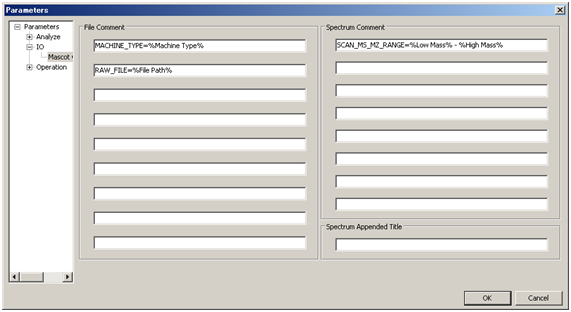 Parameters
Parameters
Analyze
IO
Mascot
Operation
File Comment
MACHINE_TYPE=%Machine Type%
RAW_FILE=%File Path%
Spectrum Comment
SCAN_MS_MZ_RANGE=%Low Mass% - %High Mass%
Spectrum Appended Title
OK
Cancel